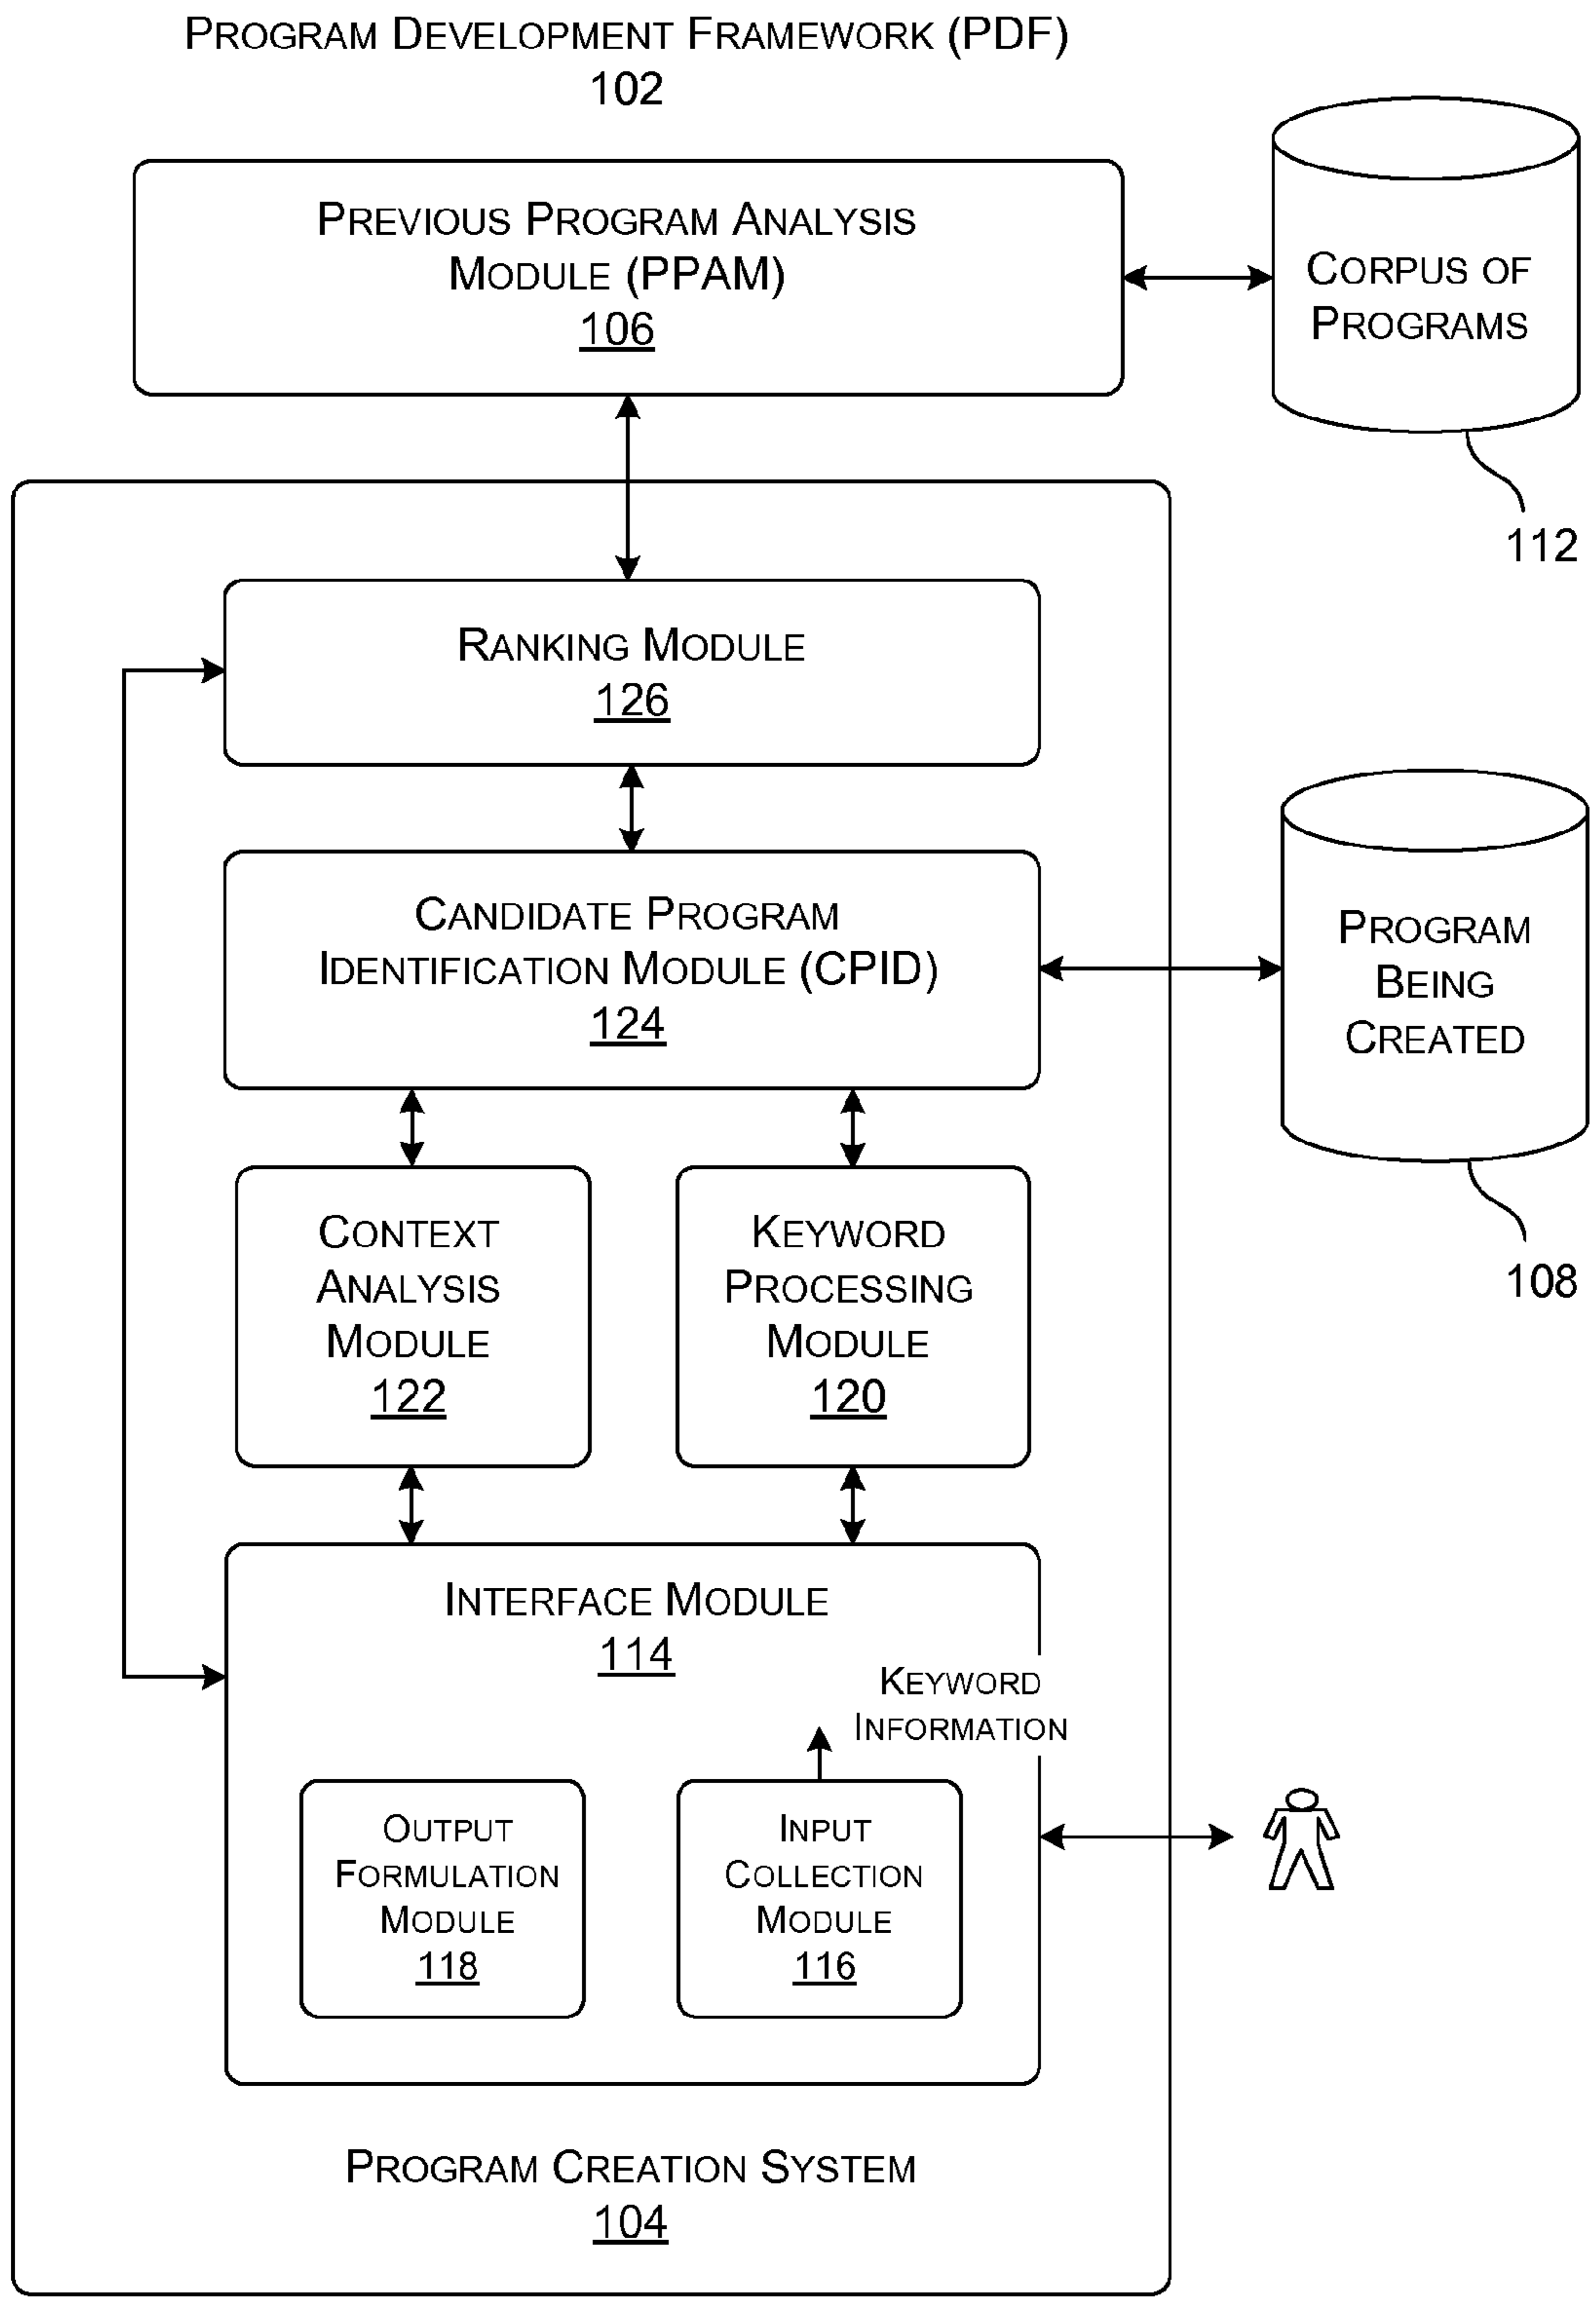 PROGRAM DEVELOPMENT FRAMEWORK (PDF)
102
PREVIOUS PROGRAM ANALYSIS
MODULE (PPAM)
106
CORPUS OF
PROGRAMS
112
RANKING MODULE
126
CANDIDATE PROGRAM
IDENTIFICATION MODULE (CPID)
124
PROGRAM
BEING
CREATED
108
CONTEXT
ANALYSIS
MODULE
122
KEYWORD
PROCESSING
MODULE
120
INTERFACE MODULE
114
KEYWORD
INFORMATION
OUTPUT
FORMULATION
MODULE
118
INPUT
COLLECTION
MODULE
116
PROGRAM CREATION SYSTEM
104